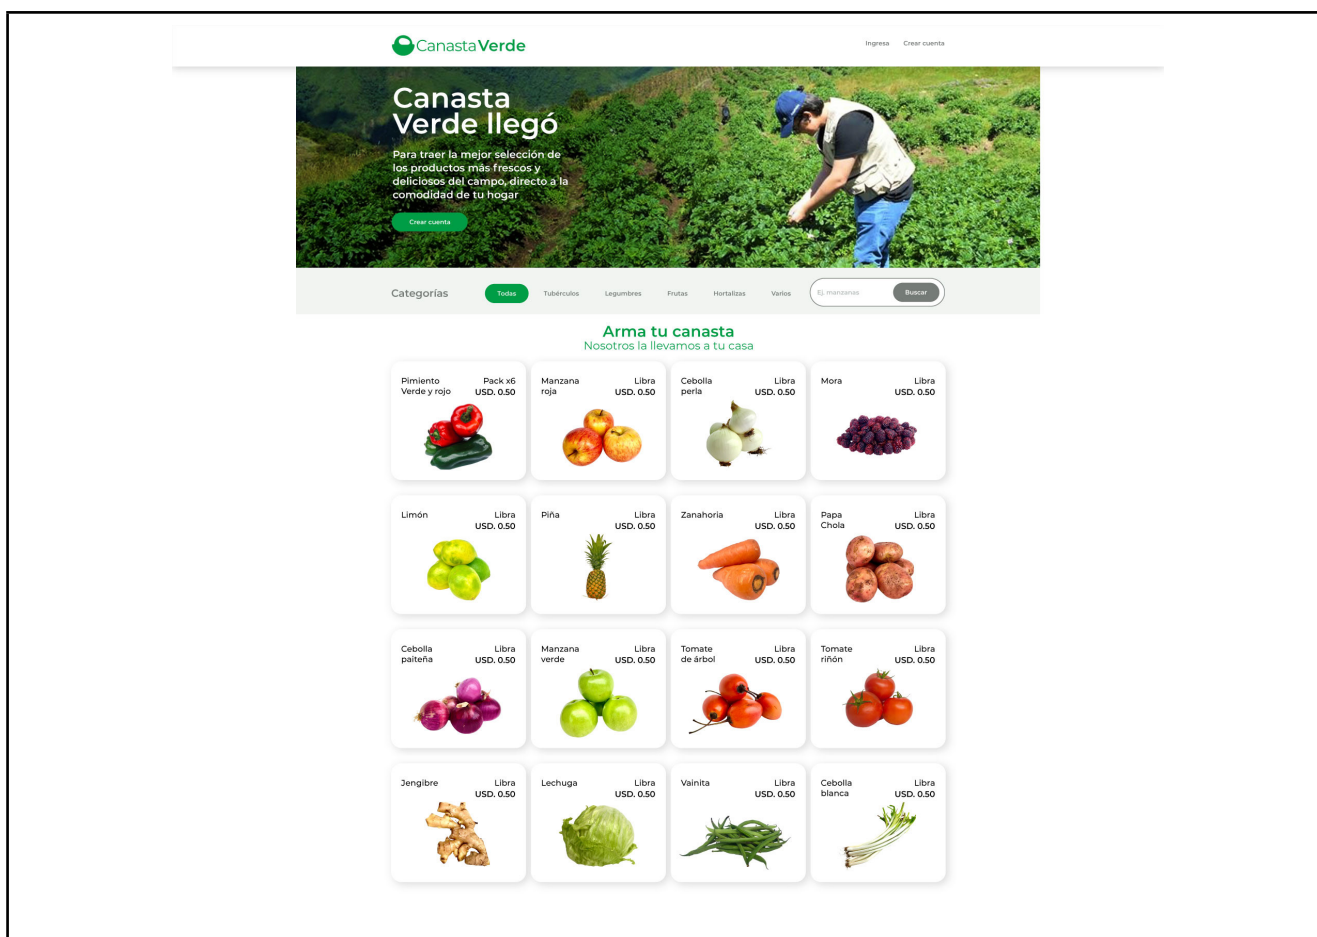 CanastaVerde
Ingresa Crear cuenta
Canasta
Verde llegó
Para traer la mejor selección de
los productos más frescos y
deliciosos del campo, directo a la
comodidad de tu hogar
Crear cuenta
Categorías Todas Tubérculos Legumbres Frutas Hortalizas Varios Ej. manzanas Buscar
Arma tu canasta
Nosotros la llevamos a tu casa
Pimiento Pack x6
Verde y rojo USD. 0.50
Manzana Libra
roja USD. 0.50
Cebolla Libra
perla USD. 0.50
Mora Libra
USD. 0.50
Limón Libra
USD. 0.50
Piña Libra
USD. 0.50
Zanahoria Libra
USD. 0.50
Papa Libra
Chola USD. 0.50
Cebolla Libra
paiteña USD. 0.50
Manzana Libra
verde USD. 0.50
Tomate Libra
de árbol USD. 0.50
Tomate Libra
riñón USD. 0.50
Jengibre Libra
USD. 0.50
Lechuga Libra
USD. 0.50
Vainita Libra
USD. 0.50
Cebolla Libra
blanca USD. 0.50